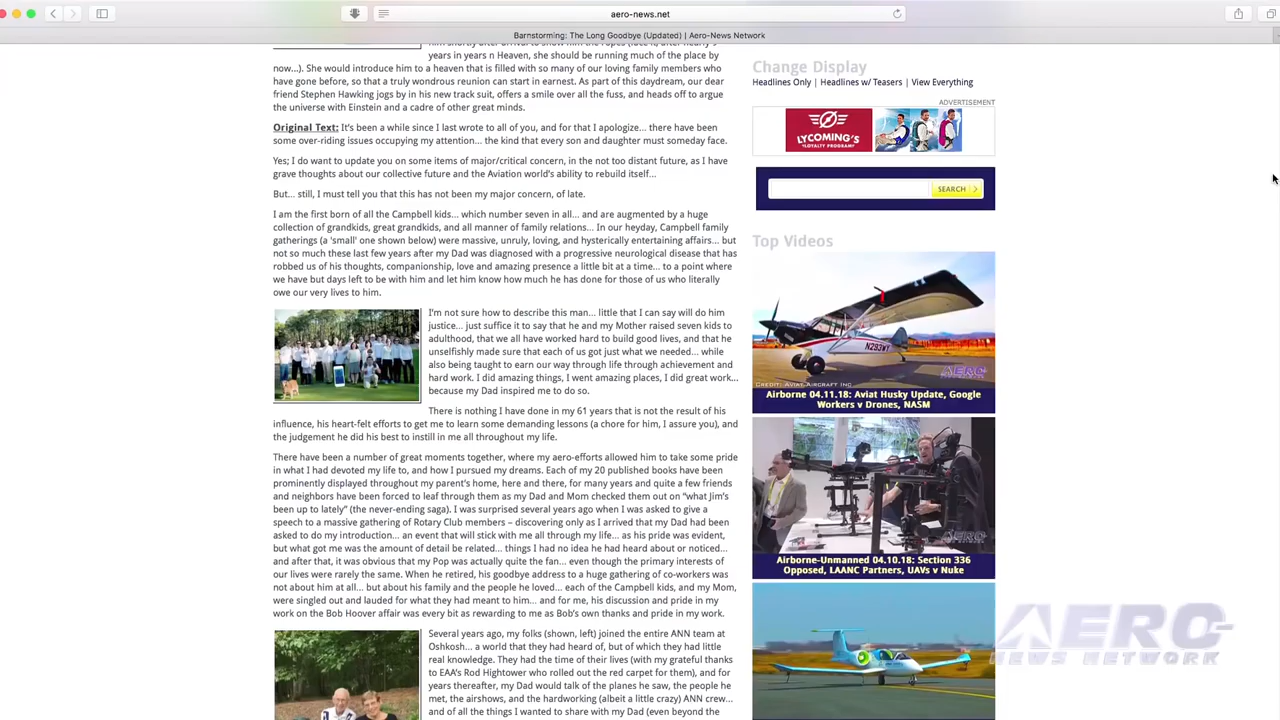 aero-news.net
Barnstorming: The Long Goodbye (Updated) | Aero-News Network
years in years n Heaven, she should be running much of the place by
now...). She would introduce him to a heaven that is filled with so many of our loving family members who
have gone before, so that a truly wondrous reunion can start in earnest. As part of this daydream, our dear
friend Stephen Hawking jogs by in his new track suit, offers a smile over all the fuss, and heads off to argue
the universe with Einstein and a cadre of other great minds.
Original Text: It's been a while since I last wrote to all of you, and for that I apologize... there have been
some over-riding issues occupying my attention... the kind that every son and daughter must someday face.
Yes; I do want to update you on some items of major/critical concern, in the not too distant future, as I have
grave thoughts about our collective future and the Aviation world's ability to rebuild itself...
But... still, I must tell you that this has not been my major concern, of late.
I am the first born of all the Campbell kids... which number seven in all... and are augmented by a huge
collection of grandkids, great grandkids, and all manner of family relations... In our heyday, Campbell family
gatherings (a 'small' one shown below) were massive, unruly, loving, and hysterically entertaining affairs... but
not so much these last few years after my Dad was diagnosed with a progressive neurological disease that has
robbed us of his thoughts, companionship, love and amazing presence a little bit at a time... to a point where
we have but days left to be with him and let him know how much he has done for those of us who literally
owe our very lives to him.
I'm not sure how to describe this man... little that I can say will do him
justice... just suffice it to say that he and my Mother raised seven kids to
adulthood, that we all have worked hard to build good lives, and that he
unselfishly made sure that each of us got just what we needed... while
also being taught to earn our way through life through achievement and
hard work. I did amazing things, I went amazing places, I did great work...
because my Dad inspired me to do so.
There is nothing I have done in my 61 years that is not the result of his
influence, his heart-felt efforts to get me to learn some demanding lessons (a chore for him, I assure you), and
the judgement he did his best to instill in me all throughout my life.
There have been a number of great moments together, where my aero-efforts allowed him to take some pride
in what I had devoted my life to, and how I pursued my dreams. Each of my 20 published books have been
prominently displayed throughout my parent's home, here and there, for many years and quite a few friends
and neighbors have been forced to leaf through them as my Dad and Mom checked them out on "what Jim's
been up to lately" (the never-ending saga). I was surprised several years ago when I was asked to give a
speech to a massive gathering of Rotary Club members – discovering only as I arrived that my Dad had been
asked to do my introduction... an event that will stick with me all through my life... as his pride was evident,
but what got me was the amount of detail be related... things I had no idea he had heard about or noticed...
and after that, it was obvious that my Pop was actually quite the fan... even though the primary interests of
our lives were rarely the same. When he retired, his goodbye address to a huge gathering of co-workers was
not about him at all... but about his family and the people he loved... each of the Campbell kids, and my Mom,
were singled out and lauded for what they had meant to him... and for me, his discussion and pride in my
work on the Bob Hoover affair was every bit as rewarding to me as Bob's own thanks and pride in my work.
Several years ago, my folks (shown, left) joined the entire ANN team at
Oshkosh... a world that they had heard of, but of which they had little
real knowledge. They had the time of their lives (with my grateful thanks
to EAA's Rod Hightower who rolled out the red carpet for them), and for
years thereafter, my Dad would talk of the planes he saw, the people he
met, the airshows, and the hardworking (albeit a little crazy) ANN crew...
and of all the things I wanted to share with my Dad (even beyond the
Change Display
Headlines Only | Headlines w/ Teasers | View Everything
ADVERTISEMENT
LYCOMING'S
LOYALTY PROGRAM!
SEARCH
Top Videos
N293WY
CREDIT: AVIAT AIRCRAFT INC
AERO-
NEWS NETWORK
Airborne 04.11.18: Aviat Husky Update, Google
Workers v Drones, NASM
Airborne-Unmanned 04.10.18: Section 336
Opposed, LAANC Partners, UAVs v Nuke
AERO-
NEWS NETWORK